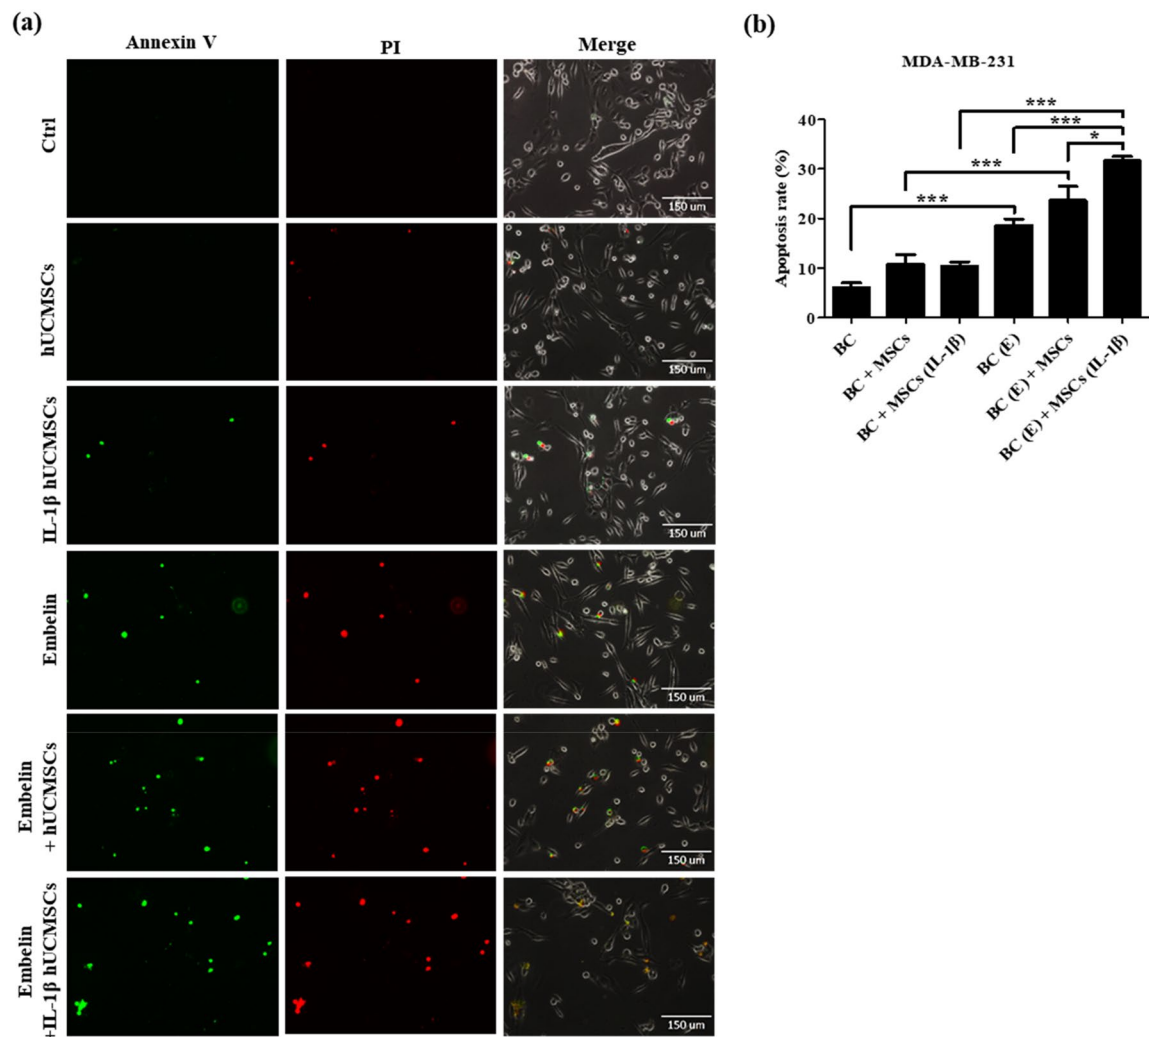 (a)
Annexin V
PI
Merge
Ctrl
150 um
hUCMSCs
150 um
IL-1β hUCMSCs
150 um
Embelin
150 um
Embelin
+ hUCMSCs
150 um
Embelin
+IL-1β hUCMSCs
150 um
(b)
MDA-MB-231
Apoptosis rate (%)
40
30
20
10
0
***
***
*
***
***
BC
BC + MSCs
BC + MSCs (IL-1β)
BC (E)
BC (E) + MSCs
BC (E) + MSCs (IL-1β)